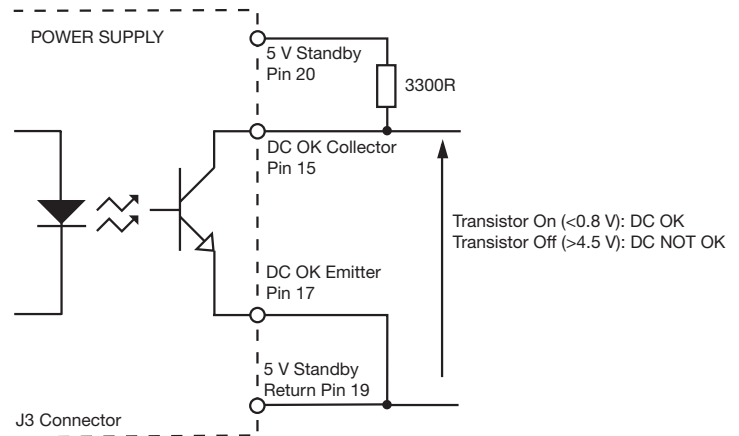 POWER SUPPLY
5 V Standby
Pin 20
3300R
DC OK Collector
Pin 15
Transistor On (<0.8 V): DC OK
Transistor Off (>4.5 V): DC NOT OK
DC OK Emitter
Pin 17
5 V Standby
Return Pin 19
J3 Connector